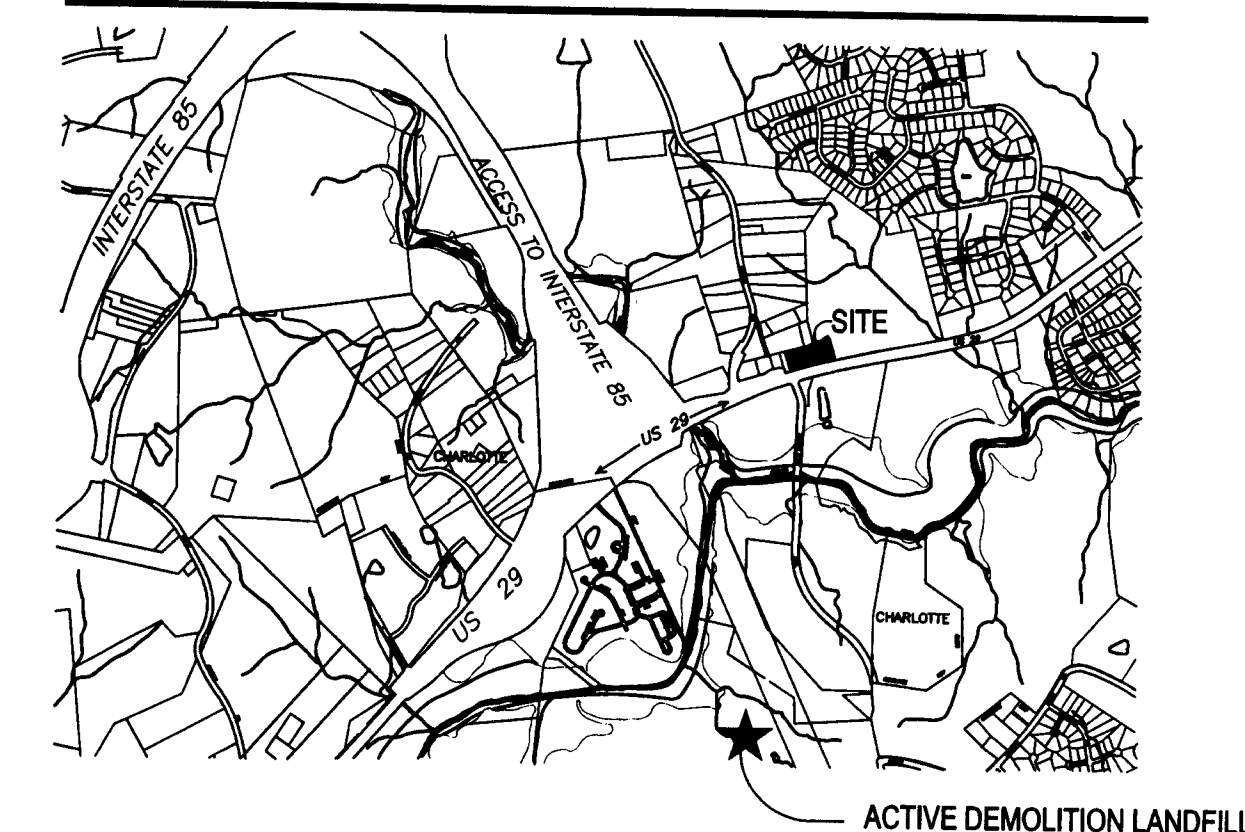 INTERSTATE 85
ACCESS TO INTERSTATE 85
SITE
US 29
US 29
CHARLOTTE
US 29
CHARLOTTE
ACTIVE DEMOLITION LANDFILL